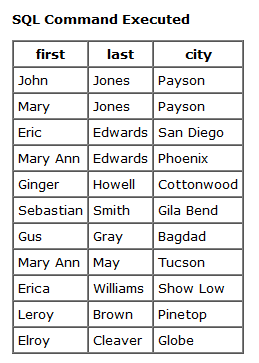 SQL Command Executed
first last city
John Jones Payson
Mary Jones Payson
Eric Edwards San Diego
Mary Ann Edwards Phoenix
Ginger Howell Cottonwood
Sebastian Smith Gila Bend
Gus Gray Bagdad
Mary Ann May Tucson
Erica Williams Show Low
Leroy Brown Pinetop
Elroy Cleaver Globe